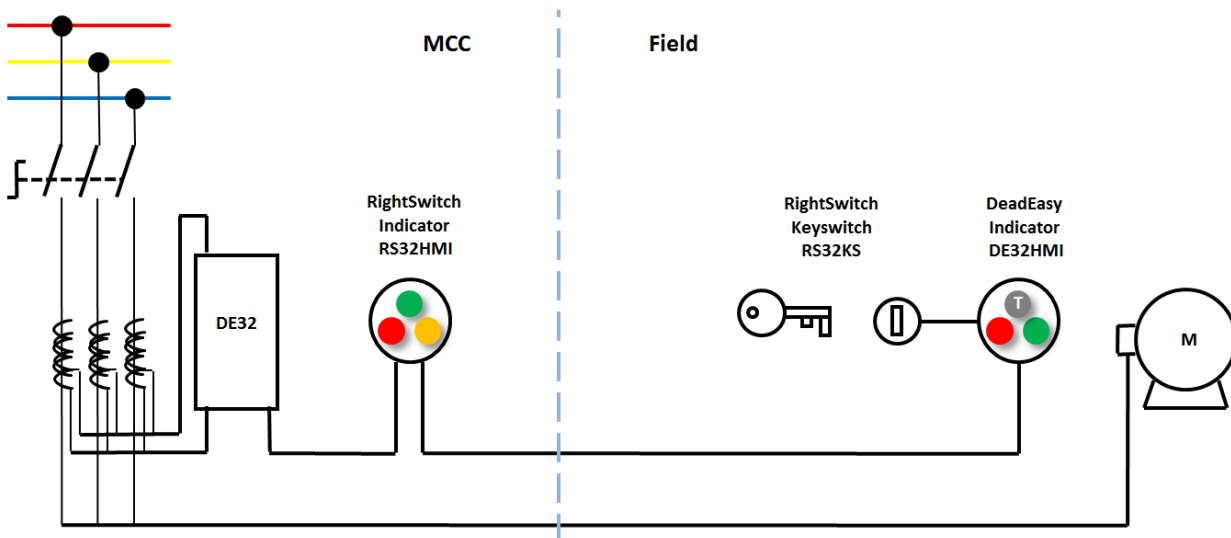 MCC
Field
RightSwitch
Indicator
RS32HMI
RightSwitch
Keyswitch
RS32KS
DeadEasy
Indicator
DE32HMI
DE32
T
M